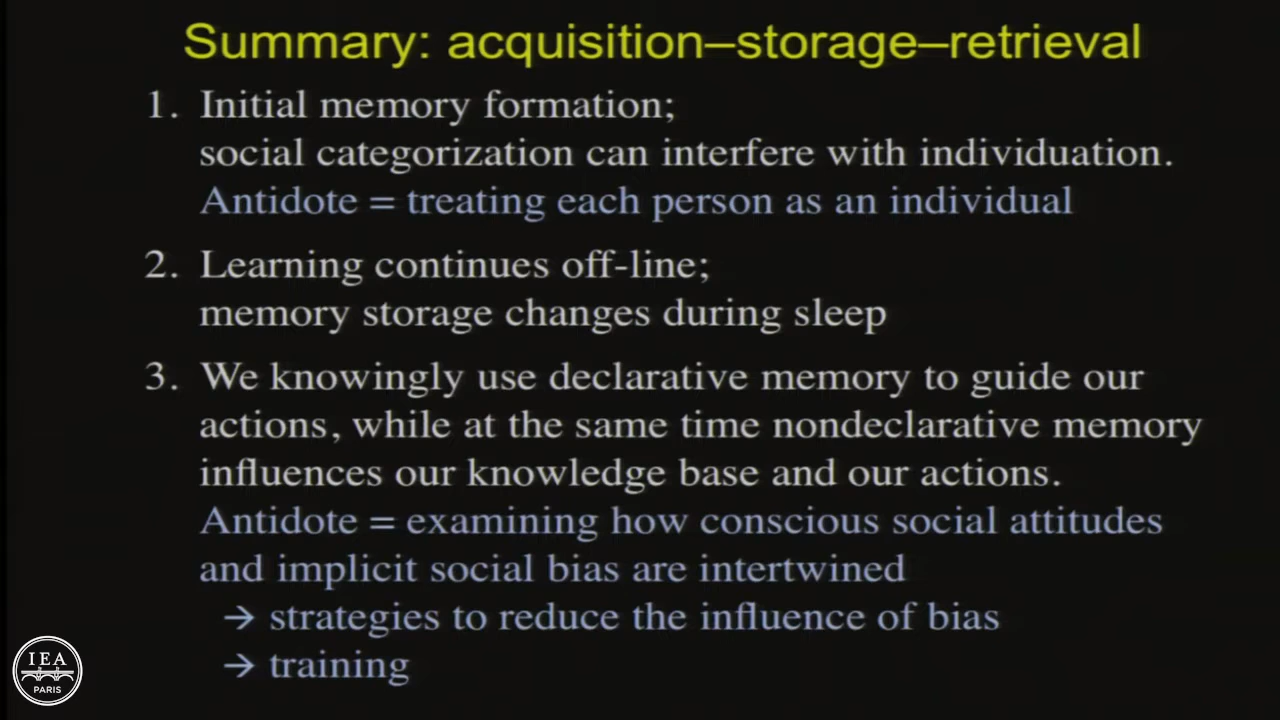 Summary: acquisition–storage–retrieval
1. Initial memory formation;
social categorization can interfere with individuation.
Antidote = treating each person as an individual
2. Learning continues off-line;
memory storage changes during sleep
3. We knowingly use declarative memory to guide our
actions, while at the same time nondeclarative memory
influences our knowledge base and our actions.
Antidote = examining how conscious social attitudes
and implicit social bias are intertwined
→ strategies to reduce the influence of bias
→ training
IEA
PARIS